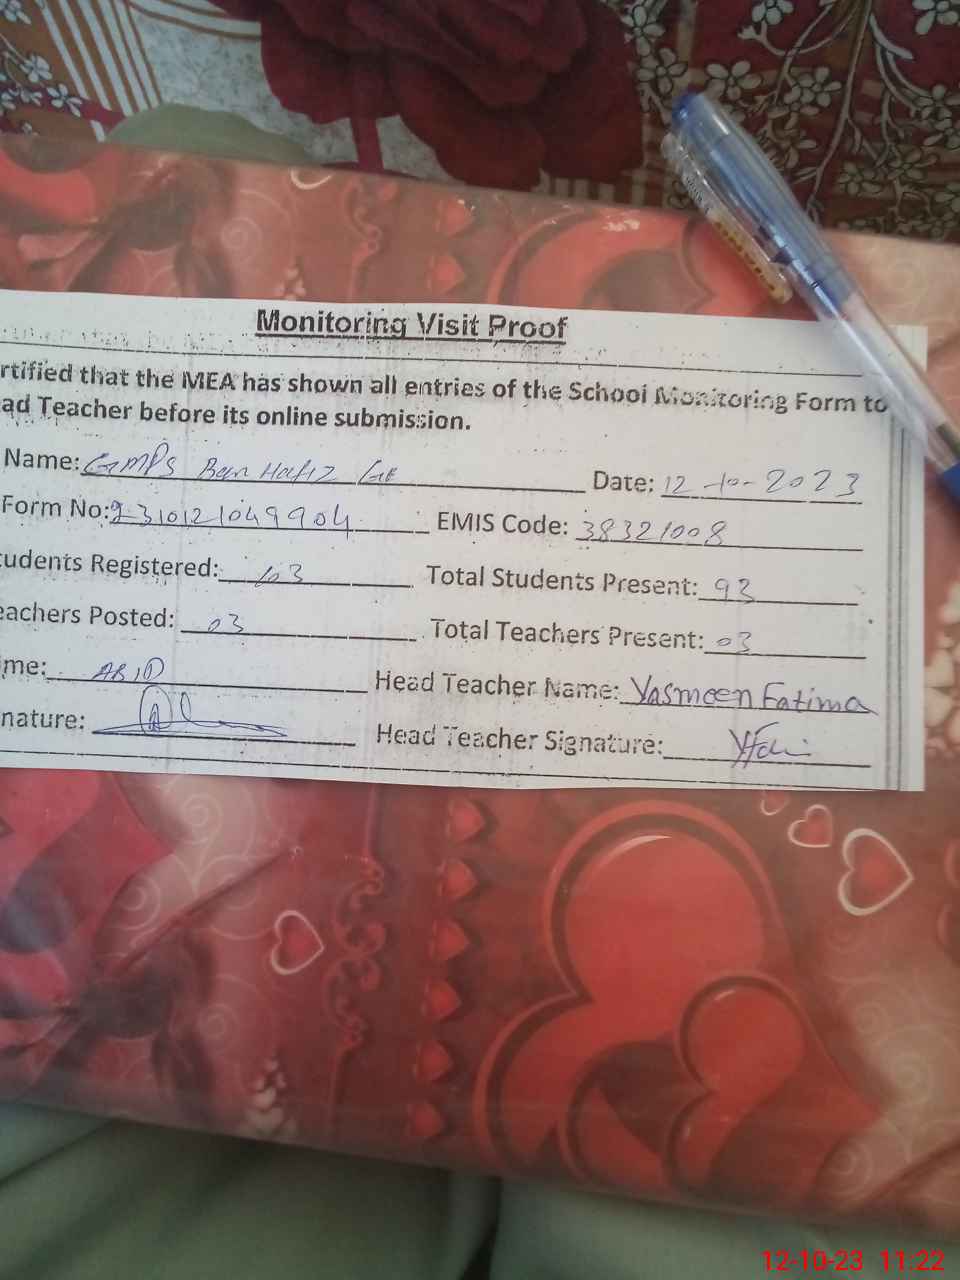 Monitoring Visit Proof
rtified that the MEA has shown all entries of the School Monitoring Form to
ad Teacher before its online submission.
Name: GMPS Ban Hafiz Date: 12-10-2023
Form No: EMIS Code: 38321008
tudents Registered: 103 Total Students Present: 93
eachers Posted: 03 Total Teachers Present: 03
me: ABID Head Teacher Name: Yasmeen Fatima
nature: Head Teacher Signature:
12-10-23 11:22